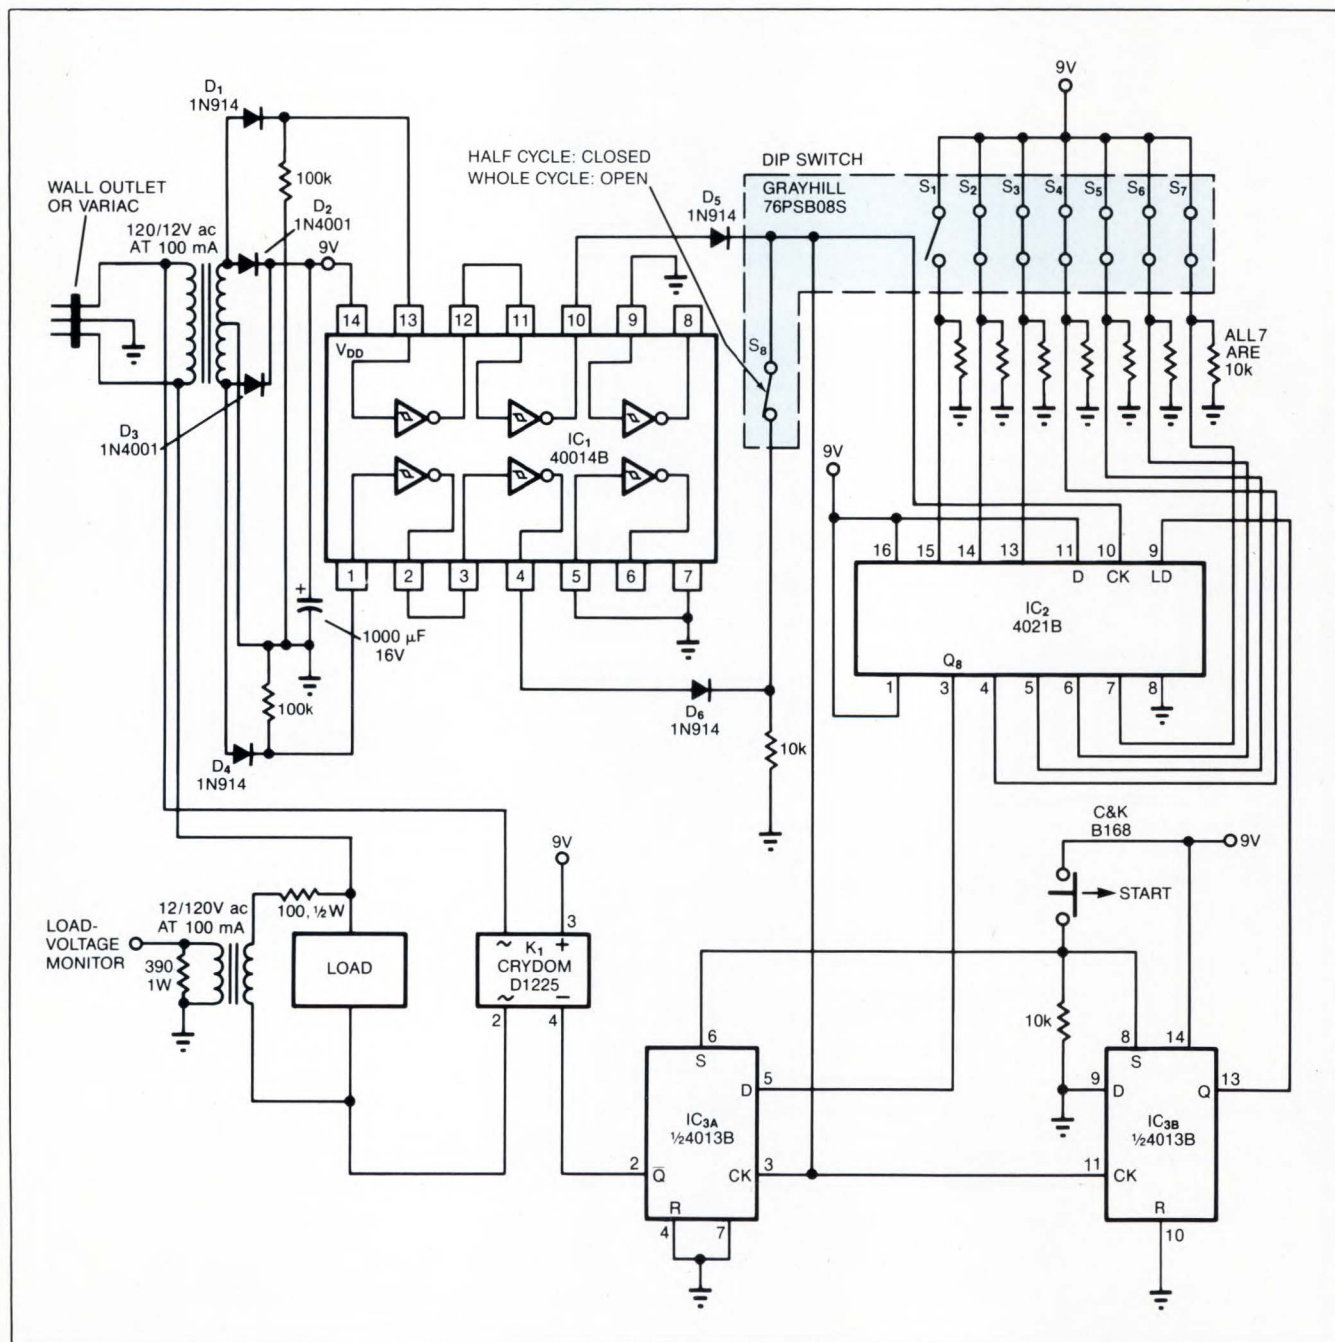 D1
1N914
100k
WALL OUTLET
OR VARIAC
120/12V ac
AT 100 mA
D2
1N4001
9V
D3
1N4001
HALF CYCLE: CLOSED
WHOLE CYCLE: OPEN
D5
1N914
14 13 12 11 10 9 8
VDD
IC1
40014B
1 2 3 4 5 6 7
+
1000 µF
16V
100k
D4
1N914
D6
1N914
10k
9V
DIP SWITCH
GRAYHILL
76PSB08S
S1 S2 S3 S4 S5 S6 S7
S8
ALL 7
ARE
10k
9V
16 15 14 13 11 10 9
D CK LD
IC2
4021B
Q8
1 3 4 5 6 7 8
C&K
B168
9V
START
10k
12/120V ac
AT 100 mA
100, ½W
LOAD-
VOLTAGE
MONITOR
390
1W
LOAD
9V
3
~ K1 +
CRYDOM
D1225
~ −
2 4
6
S
D 5
IC3A
½4013B
2 Q̅ CK 3
R
4 7
8 14
S
9 D Q 13
IC3B
½4013B
11 CK
R
10